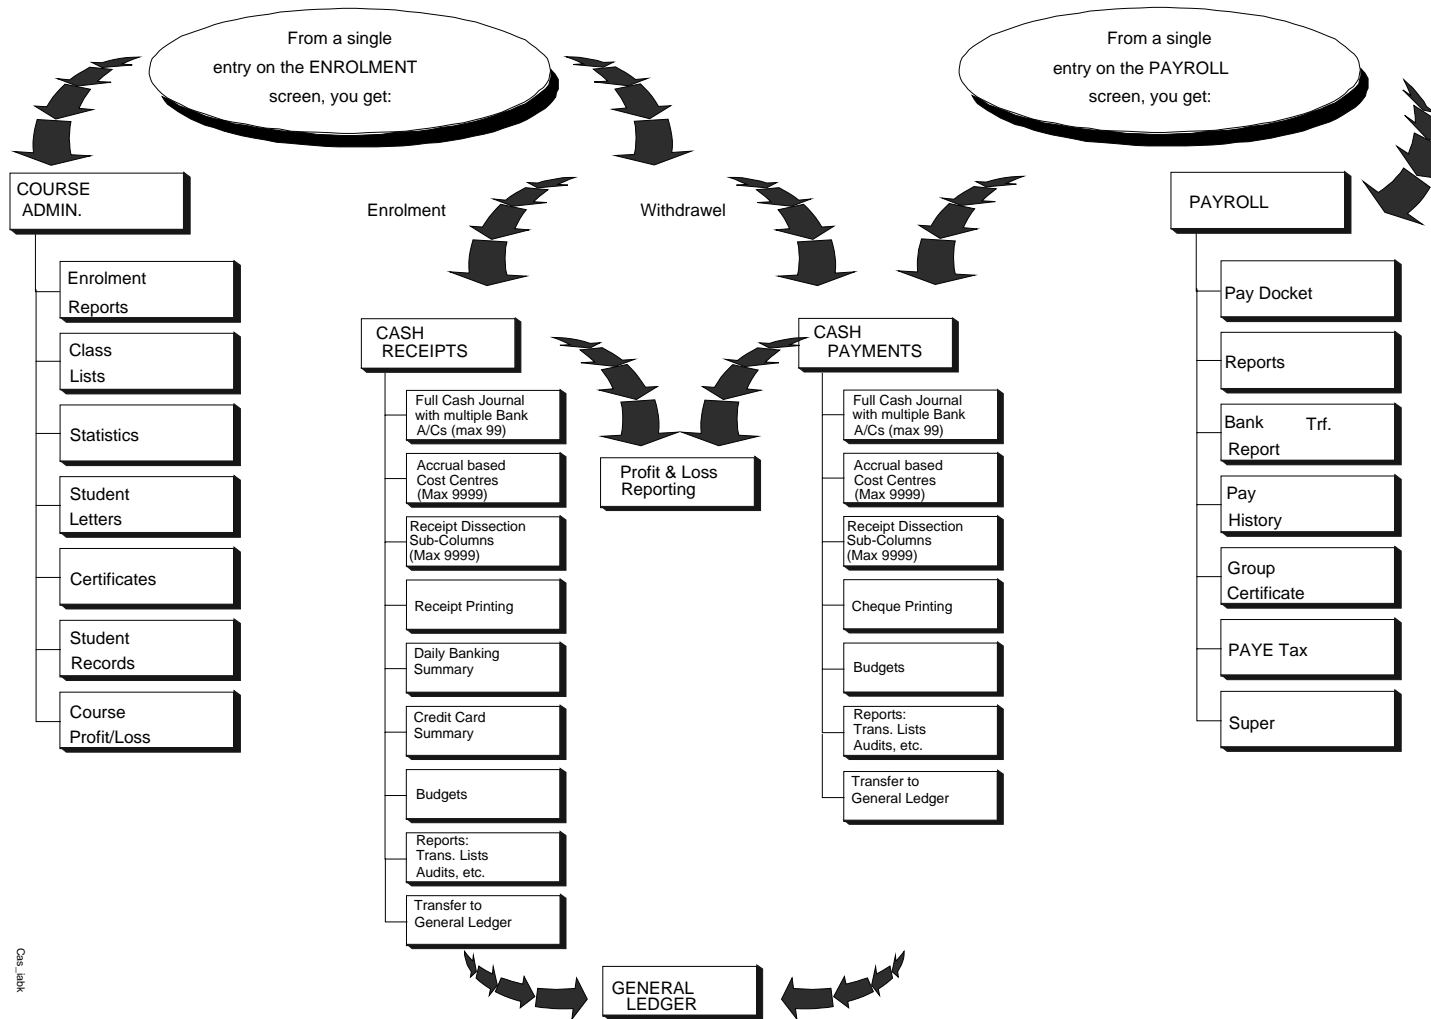 From a single
entry on the ENROLMENT
screen, you get:
From a single
entry on the PAYROLL
screen, you get:
COURSE
ADMIN.
Enrolment
Reports
Class
Lists
Statistics
Student
Letters
Certificates
Student
Records
Course
Profit/Loss
Enrolment
Withdrawel
CASH
RECEIPTS
Full Cash Journal
with multiple Bank
A/Cs (max 99)
Accrual based
Cost Centres
(Max 9999)
Receipt Dissection
Sub-Columns
(Max 9999)
Receipt Printing
Daily Banking
Summary
Credit Card
Summary
Budgets
Reports:
Trans. Lists
Audits, etc.
Transfer to
General Ledger
Profit & Loss
Reporting
CASH
PAYMENTS
Full Cash Journal
with multiple Bank
A/Cs (max 99)
Accrual based
Cost Centres
(Max 9999)
Receipt Dissection
Sub-Columns
(Max 9999)
Cheque Printing
Budgets
Reports:
Trans. Lists
Audits, etc.
Transfer to
General Ledger
PAYROLL
Pay Docket
Reports
Bank Trf.
Report
Pay
History
Group
Certificate
PAYE Tax
Super
GENERAL
LEDGER
Cas_iabk